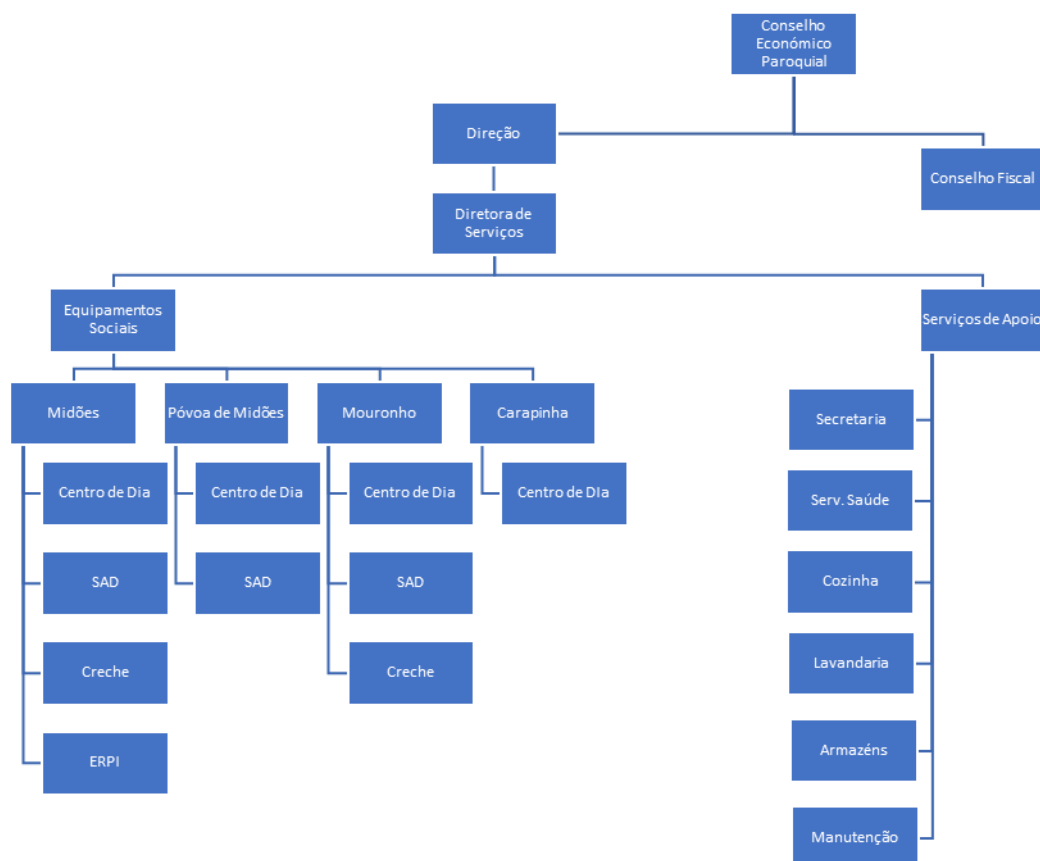 Conselho
Económico
Paroquial
Direção
Conselho Fiscal
Diretora de
Serviços
Equipamentos
Sociais
Serviços de Apoio
Midões
Póvoa de Midões
Mouronho
Carapinha
Centro de Dia
SAD
Creche
ERPI
Centro de Dia
SAD
Centro de Dia
SAD
Creche
Centro de DIa
Secretaria
Serv. Saúde
Cozinha
Lavandaria
Armazéns
Manutenção